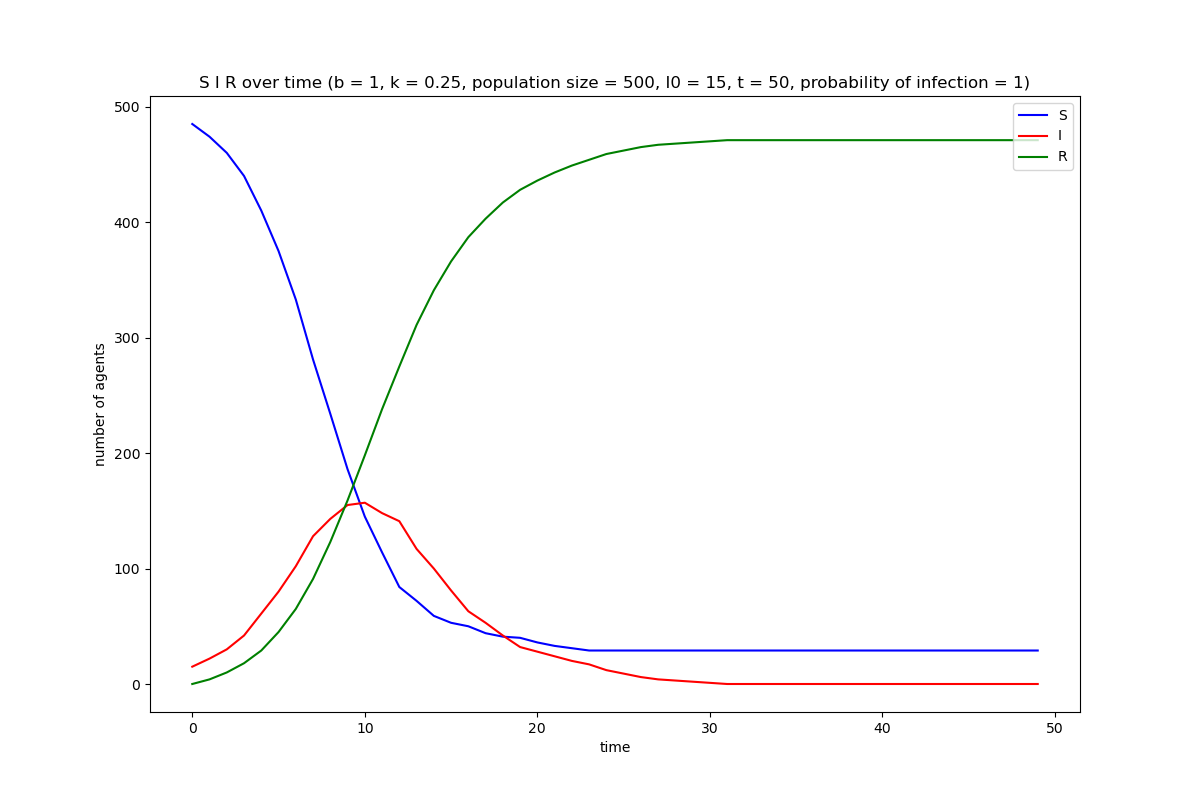 S I R over time (b = 1, k = 0.25, population size = 500, I0 = 15, t = 50, probability of infection = 1)
S
I
R
number of agents
500
400
300
200
100
0
0 10 20 30 40 50
time